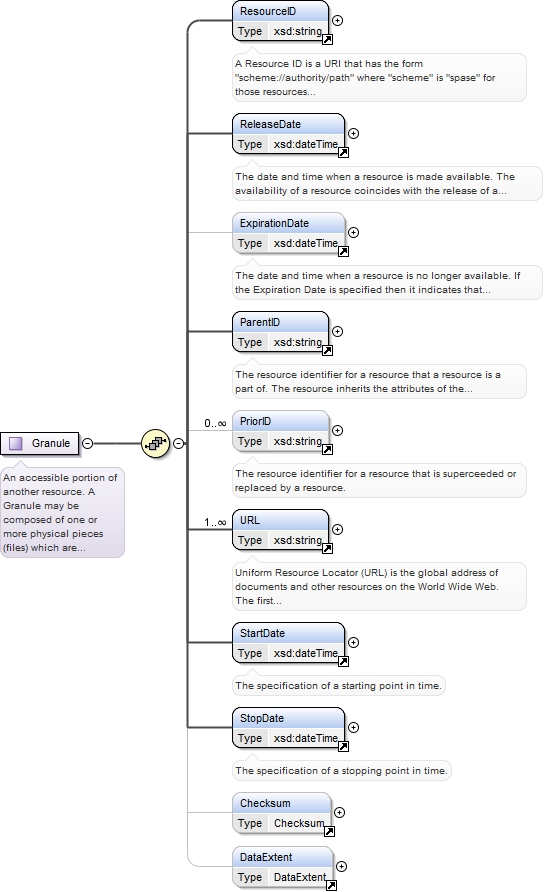 ResourceID
Type xsd:string
A Resource ID is a URI that has the form
"scheme://authority/path" where "scheme" is "spase" for
those resources...
ReleaseDate
Type xsd:dateTime
The date and time when a resource is made available. The
availability of a resource coincides with the release of a...
ExpirationDate
Type xsd:dateTime
The date and time when a resource is no longer available. If
the Expiration Date is specified then it indicates that...
ParentID
Type xsd:string
The resource identifier for a resource that a resource is a
part of. The resource inherits the attributes of the...
Granule
An accessible portion of
another resource. A
Granule may be
composed of one or
more physical pieces
(files) which are...
0..∞
PriorID
Type xsd:string
The resource identifier for a resource that is superceeded or
replaced by a resource.
1..∞
URL
Type xsd:string
Uniform Resource Locator (URL) is the global address of
documents and other resources on the World Wide Web.
The first...
StartDate
Type xsd:dateTime
The specification of a starting point in time.
StopDate
Type xsd:dateTime
The specification of a stopping point in time.
Checksum
Type Checksum
DataExtent
Type DataExtent